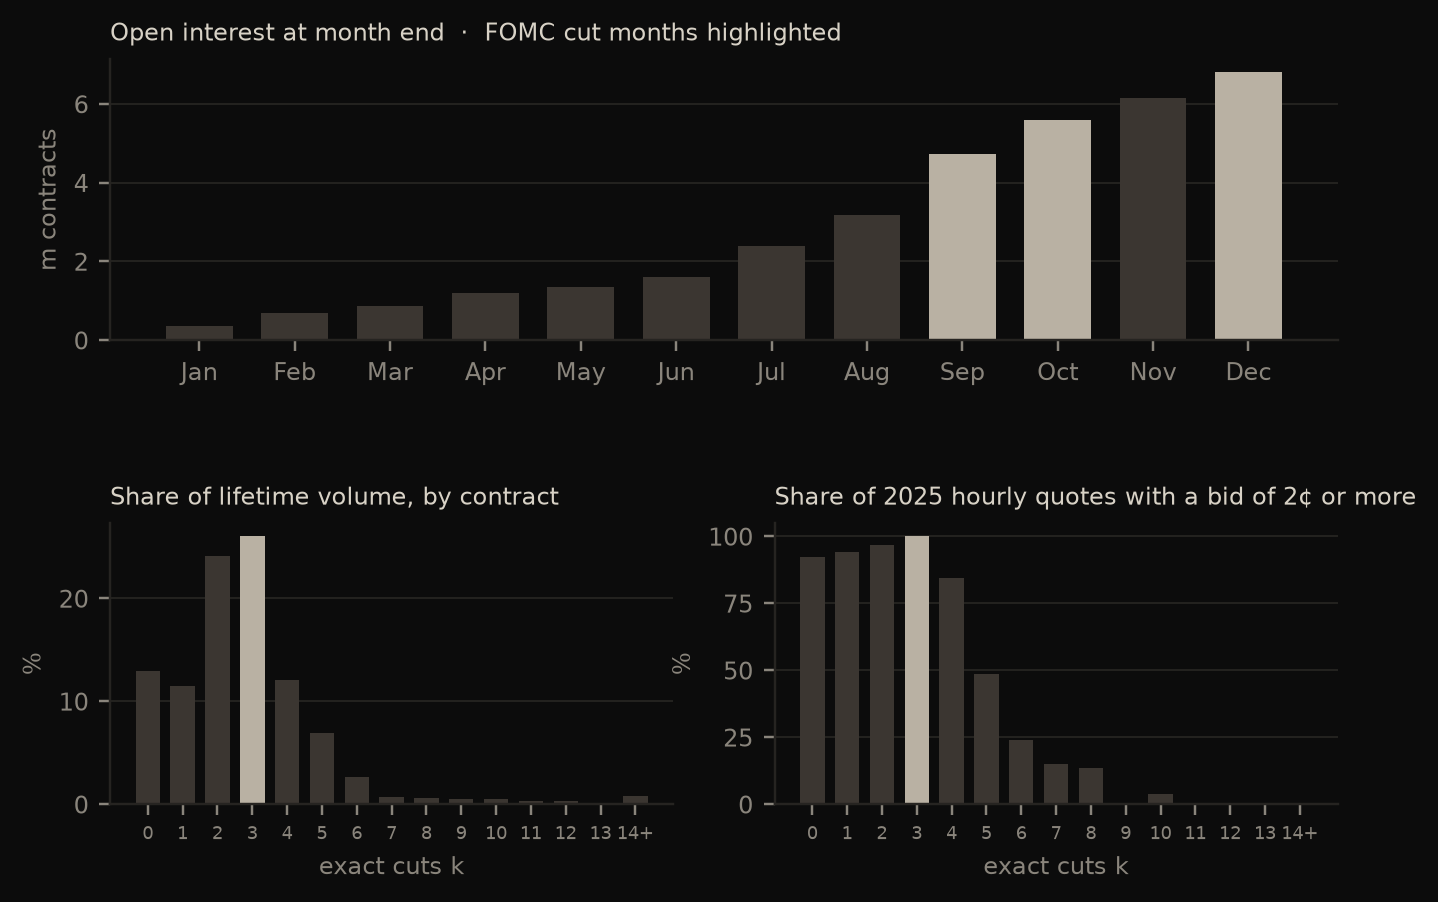 Open interest at month end · FOMC cut months highlighted
m contracts
6
4
2
0
Jan Feb Mar Apr May Jun Jul Aug Sep Oct Nov Dec
Share of lifetime volume, by contract
%
20
10
0
0 1 2 3 4 5 6 7 8 9 10 11 12 13 14+
exact cuts k
Share of 2025 hourly quotes with a bid of 2¢ or more
%
100
75
50
25
0
0 1 2 3 4 5 6 7 8 9 10 11 12 13 14+
exact cuts k